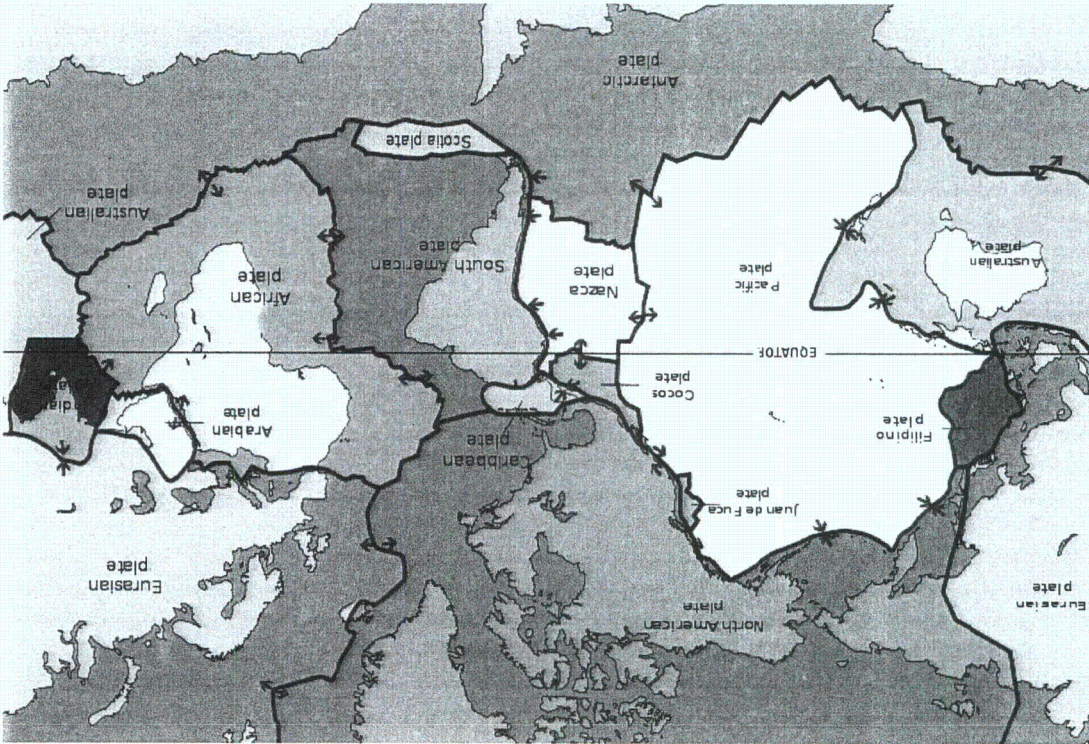 North American
plate
Eurasian
plate
Eurasian
plate
Juan de Fuca
plate
Filipino
plate
Caribbean
plate
Arabian
plate
Cocos
plate
EQUATOR
Pacific
plate
Nazca
plate
South American
plate
African
plate
Australian
plate
Australian
plate
Scotia plate
Antarctic
plate